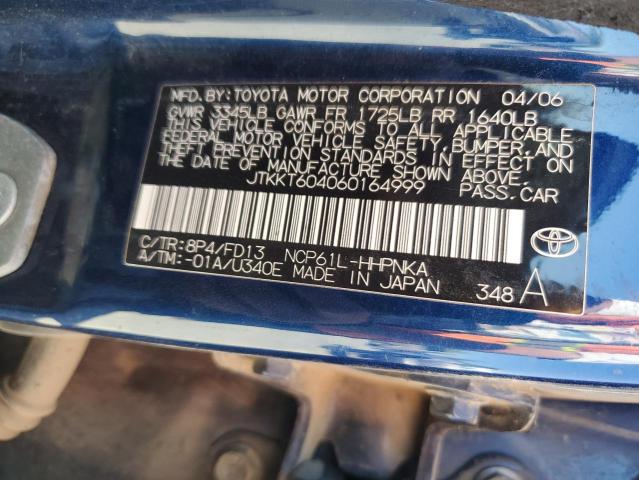 MFD. BY: TOYOTA MOTOR CORPORATION 04/06
GVWR 3345LB GAWR FR 1725LB RR 1640LB
THIS VEHICLE CONFORMS TO ALL APPLICABLE
FEDERAL MOTOR VEHICLE SAFETY, BUMPER, AND
THEFT PREVENTION STANDARDS IN EFFECT ON
THE DATE OF MANUFACTURE SHOWN ABOVE.
JTKKT604060164999 PASS.CAR
C/TR: 8P4/FD13 NCP61L-HHPNKA
A/TM: -01A/U340E MADE IN JAPAN
348 A